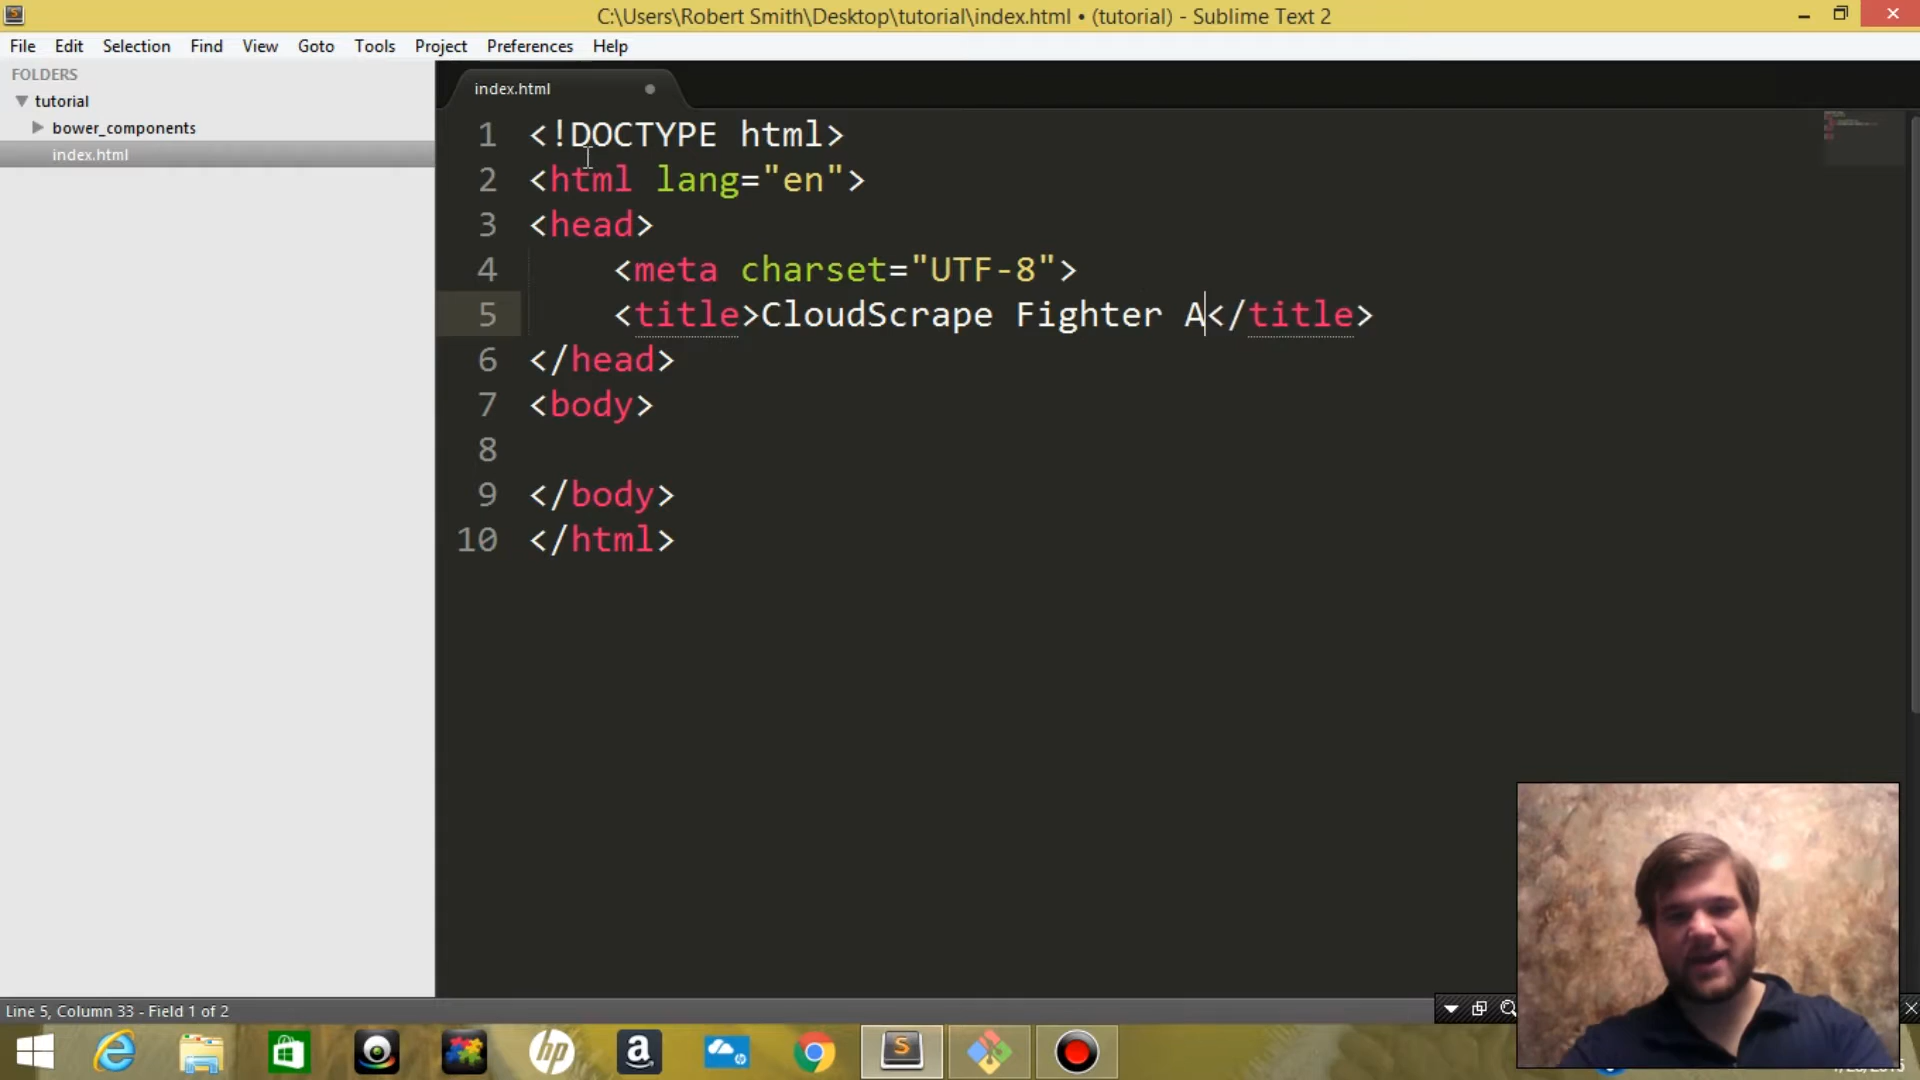 C:\Users\Robert Smith\Desktop\tutorial\index.html • (tutorial) - Sublime Text 2
File Edit Selection Find View Goto Tools Project Preferences Help
FOLDERS
tutorial
bower_components
index.html
index.html
1 <!DOCTYPE html>
2 <html lang="en">
3 <head>
4 <meta charset="UTF-8">
5 <title>CloudScrape Fighter A</title>
6 </head>
7 <body>
8
9 </body>
10 </html>
Line 5, Column 33 - Field 1 of 2
hp
a
S